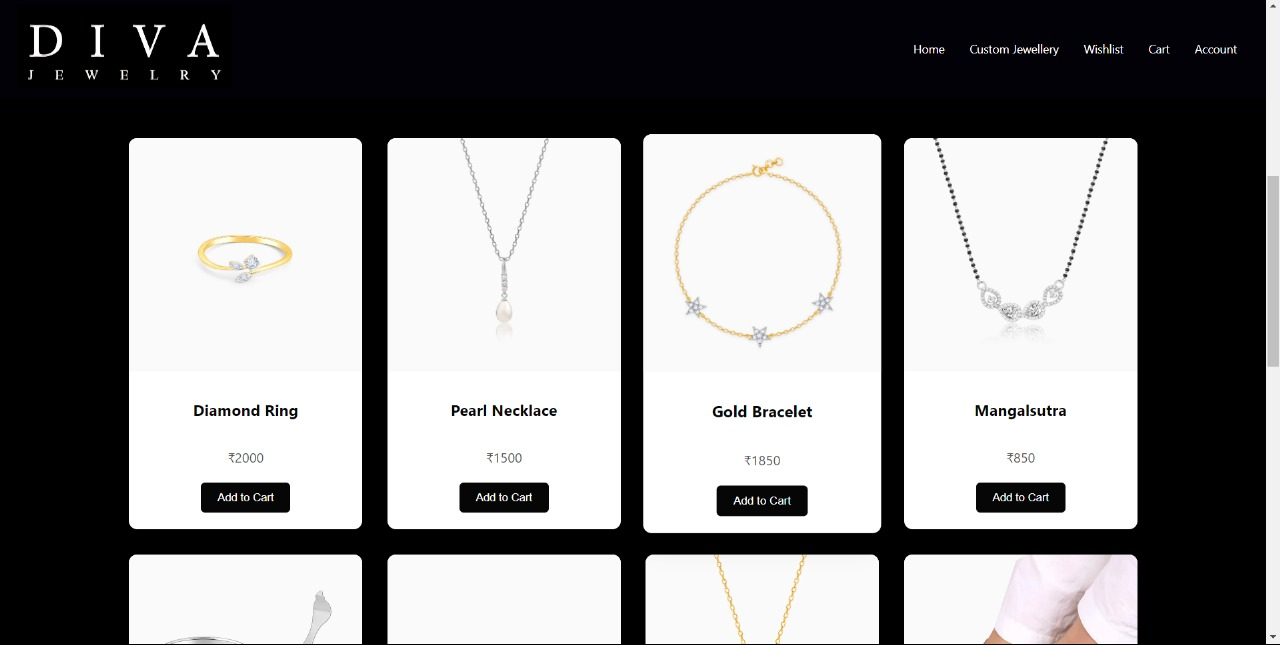 D I V A
J E W E L R Y
Home Custom Jewellery Wishlist Cart Account
Diamond Ring Pearl Necklace Gold Bracelet Mangalsutra
₹2000 ₹1500 ₹1850 ₹850
Add to Cart Add to Cart Add to Cart Add to Cart